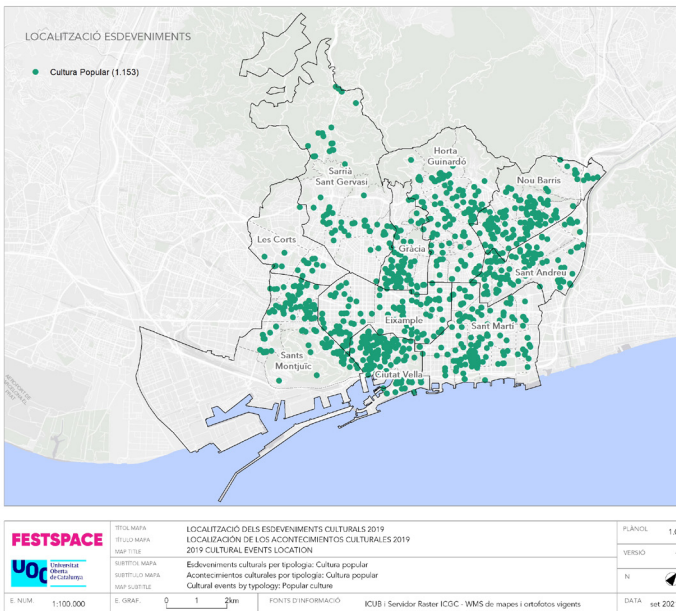 LOCALITZACIÓ ESDEVENIMENTS
Cultura Popular (1.153)
Horta
Guinardó
Sarrià
Sant Gervasi
Nou Barris
Les Corts
Gràcia
Sant Andreu
Eixample
Sant Martí
Sants
Montjuïc
Ciutat Vella
FESTSPACE
UOC Universitat
Oberta
de Catalunya
TÍTOL MAPA LOCALITZACIÓ DELS ESDEVENIMENTS CULTURALS 2019
TÍTULO MAPA LOCALIZACIÓN DE LOS ACONTECIMIENTOS CULTURALES 2019
MAP TITLE 2019 CULTURAL EVENTS LOCATION
SUBTÍTOL MAPA Esdeveniments culturals per tipologia: Cultura popular
SUBTÍTULO MAPA Acontecimientos culturales por tipología: Cultura popular
MAP SUBTITLE Cultural events by typology: Popular culture
PLÀNOL 1.
VERSIÓ
N
E. NUM. 1:100.000 E. GRAF. 0 1 2km FONTS D'INFORMACIÓ ICUB i Servidor Raster ICGC - WMS de mapes i ortofotos vigents DATA set 202